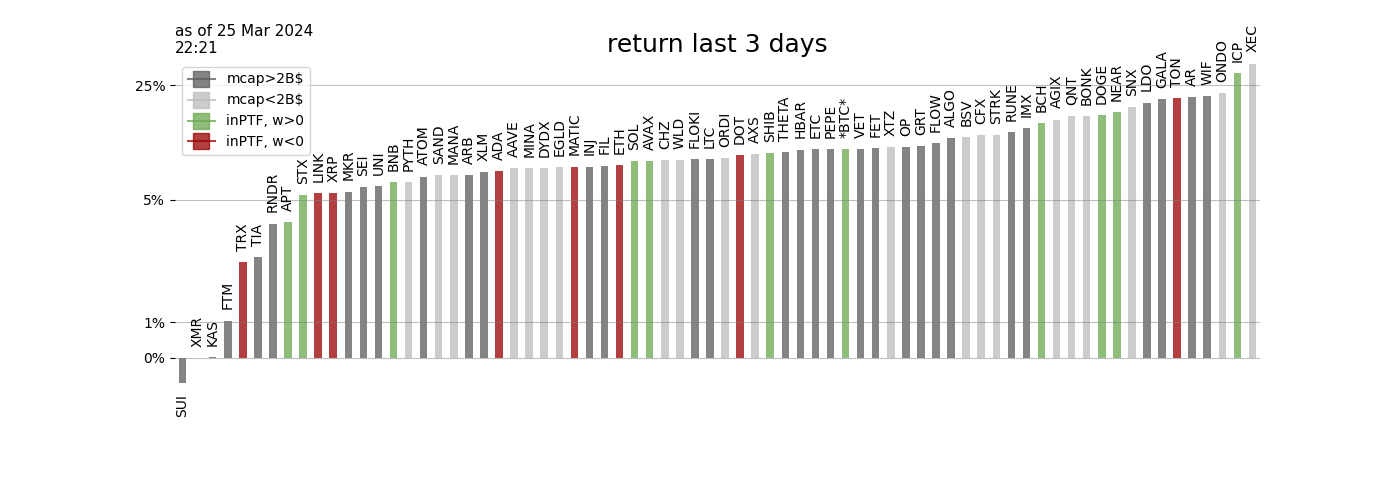 as of 25 Mar 2024
22:21
return last 3 days
mcap>2B$
mcap<2B$
inPTF, w>0
inPTF, w<0
25%
5%
1%
0%
SUI
XMR
KAS
FTM
TRX
TIA
RNDR
APT
STX
LINK
XRP
MKR
SEI
UNI
BNB
PYTH
ATOM
SAND
MANA
ARB
XLM
ADA
AAVE
MINA
DYDX
EGLD
MATIC
INJ
FIL
ETH
SOL
AVAX
CHZ
WLD
FLOKI
LTC
ORDI
DOT
AXS
SHIB
THETA
HBAR
ETC
PEPE
*BTC*
VET
FET
XTZ
OP
GRT
FLOW
ALGO
BSV
CFX
STRK
RUNE
IMX
BCH
AGIX
QNT
BONK
DOGE
NEAR
SNX
LDO
GALA
TON
AR
WIF
ONDO
ICP
XEC